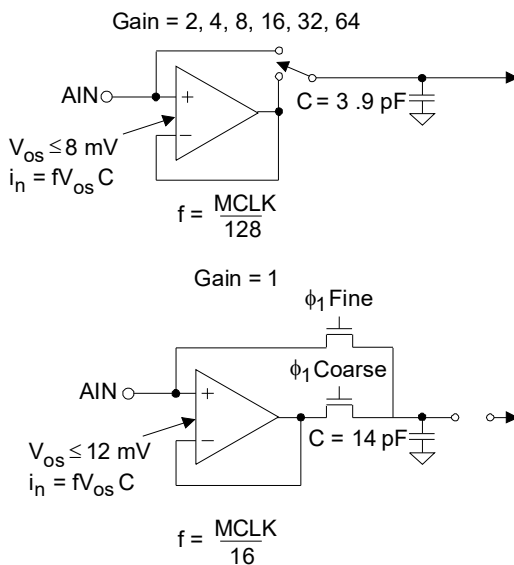 Gain = 2, 4, 8, 16, 32, 64
AIN
+
−
C = 3 .9 pF
V_os ≤ 8 mV
i_n = fV_os C
f = MCLK
128
Gain = 1
ϕ1 Fine
ϕ1 Coarse
AIN
+
−
C = 14 pF
V_os ≤ 12 mV
i_n = fV_os C
f = MCLK
16